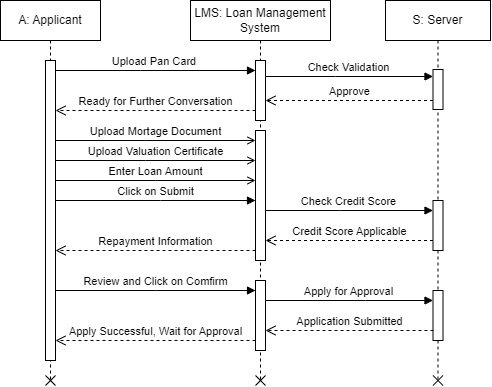 A: Applicant
LMS: Loan Management
System
S: Server
Upload Pan Card
Check Validation
Approve
Ready for Further Conversation
Upload Mortage Document
Upload Valuation Certificate
Enter Loan Amount
Click on Submit
Check Credit Score
Credit Score Applicable
Repayment Information
Review and Click on Comfirm
Apply for Approval
Application Submitted
Apply Successful, Wait for Approval